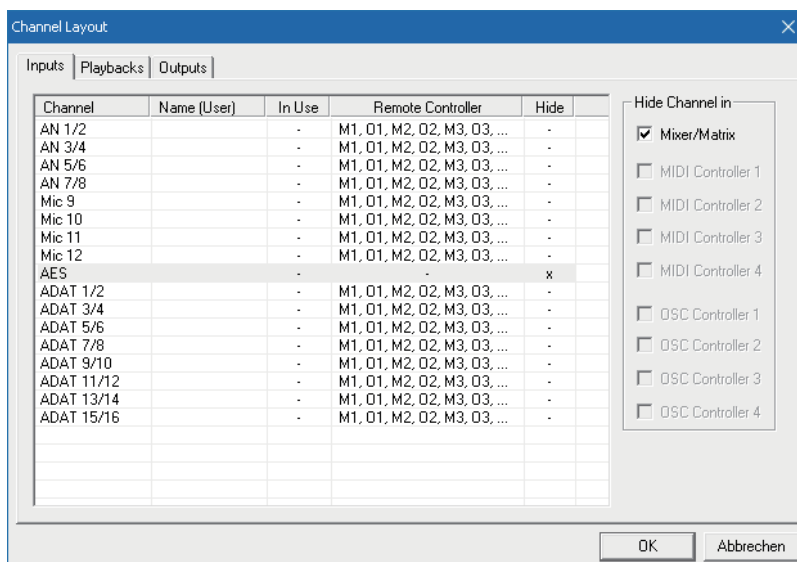 Channel Layout
Inputs Playbacks Outputs
Channel Name (User) In Use Remote Controller Hide
AN 1/2 - M1, O1, M2, O2, M3, O3, ... -
AN 3/4 - M1, O1, M2, O2, M3, O3, ... -
AN 5/6 - M1, O1, M2, O2, M3, O3, ... -
AN 7/8 - M1, O1, M2, O2, M3, O3, ... -
Mic 9 - M1, O1, M2, O2, M3, O3, ... -
Mic 10 - M1, O1, M2, O2, M3, O3, ... -
Mic 11 - M1, O1, M2, O2, M3, O3, ... -
Mic 12 - M1, O1, M2, O2, M3, O3, ... -
AES - - x
ADAT 1/2 - M1, O1, M2, O2, M3, O3, ... -
ADAT 3/4 - M1, O1, M2, O2, M3, O3, ... -
ADAT 5/6 - M1, O1, M2, O2, M3, O3, ... -
ADAT 7/8 - M1, O1, M2, O2, M3, O3, ... -
ADAT 9/10 - M1, O1, M2, O2, M3, O3, ... -
ADAT 11/12 - M1, O1, M2, O2, M3, O3, ... -
ADAT 13/14 - M1, O1, M2, O2, M3, O3, ... -
ADAT 15/16 - M1, O1, M2, O2, M3, O3, ... -
Hide Channel in
Mixer/Matrix
MIDI Controller 1
MIDI Controller 2
MIDI Controller 3
MIDI Controller 4
OSC Controller 1
OSC Controller 2
OSC Controller 3
OSC Controller 4
OK Abbrechen